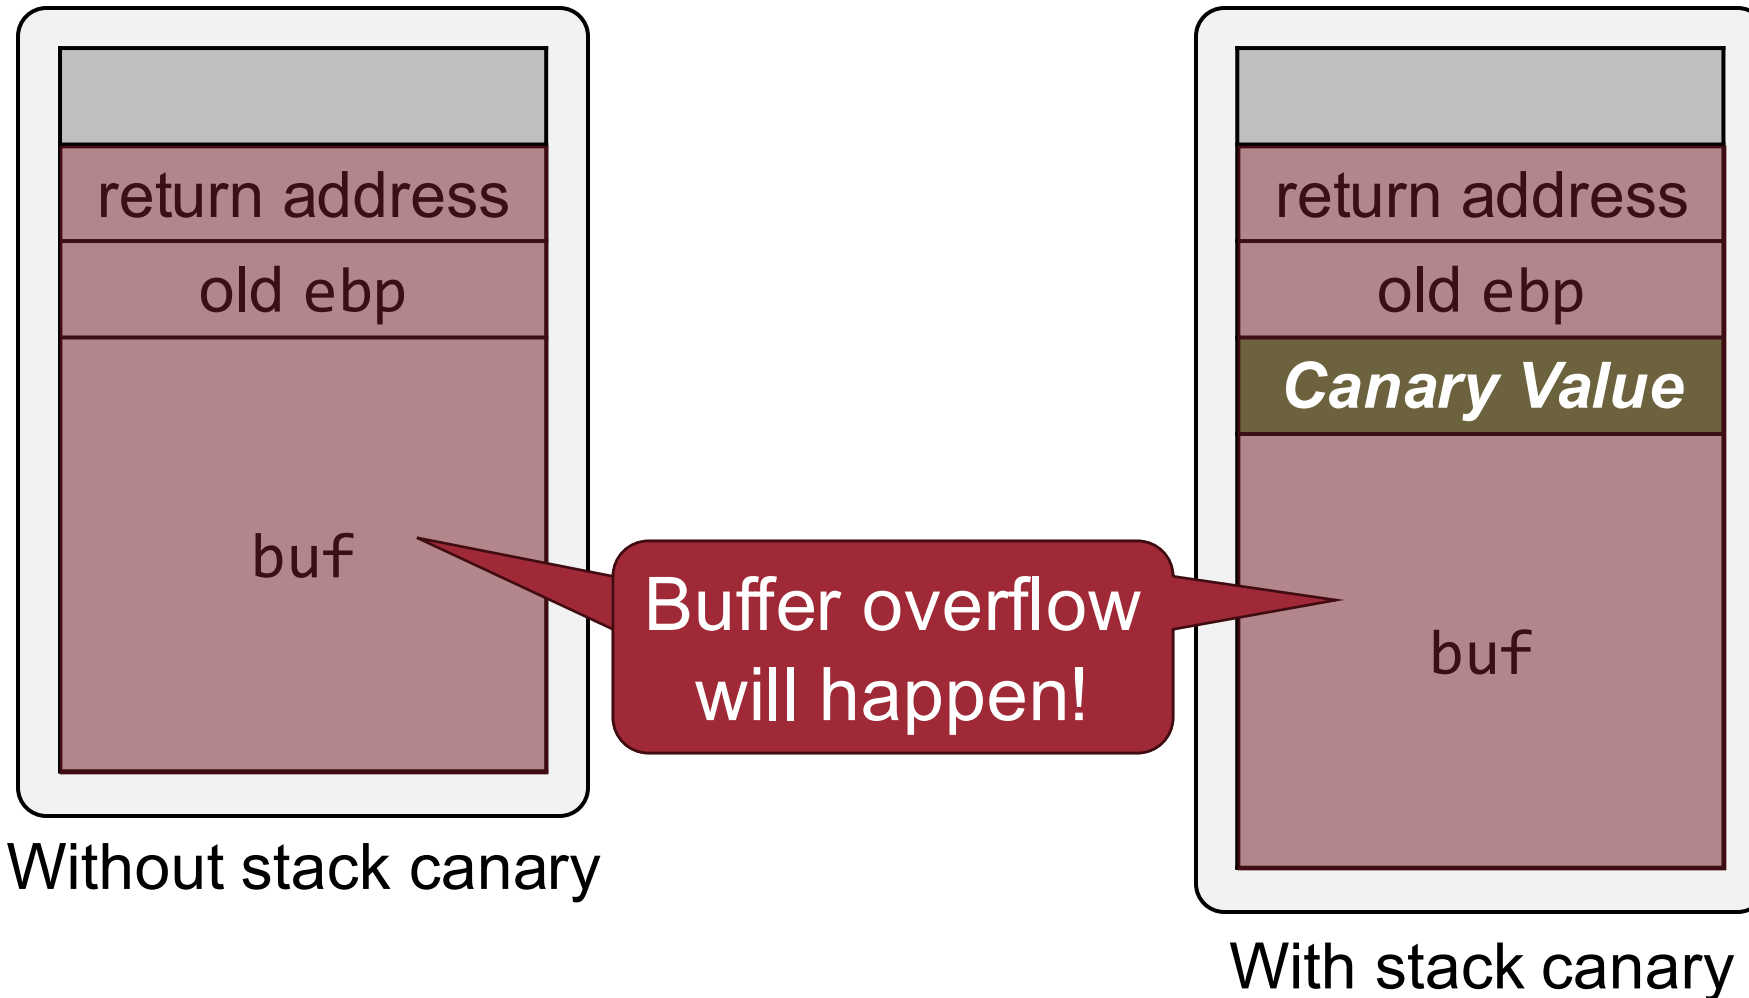 return address
old ebp
buf
Without stack canary
Buffer overflow
will happen!
return address
old ebp
Canary Value
buf
With stack canary